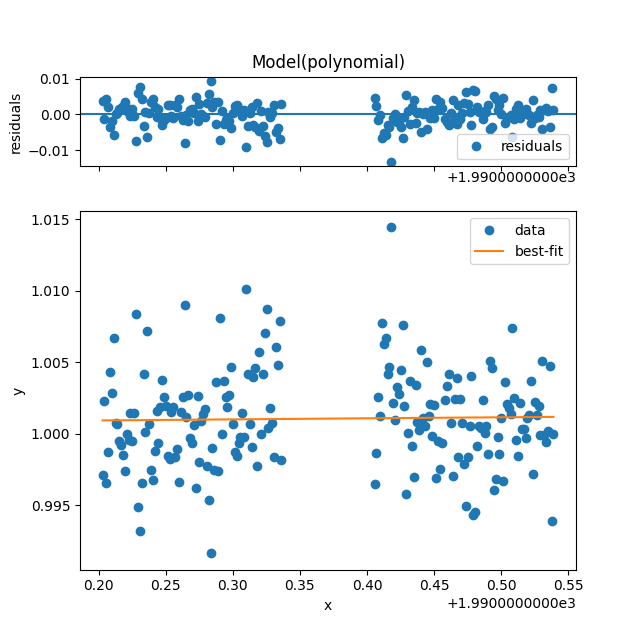 Model(polynomial)
0.01
0.00
−0.01
residuals
residuals
+1.9900000000e3
1.015
1.010
1.005
1.000
0.995
y
data
best-fit
0.20 0.25 0.30 0.35 0.40 0.45 0.50 0.55
x
+1.9900000000e3